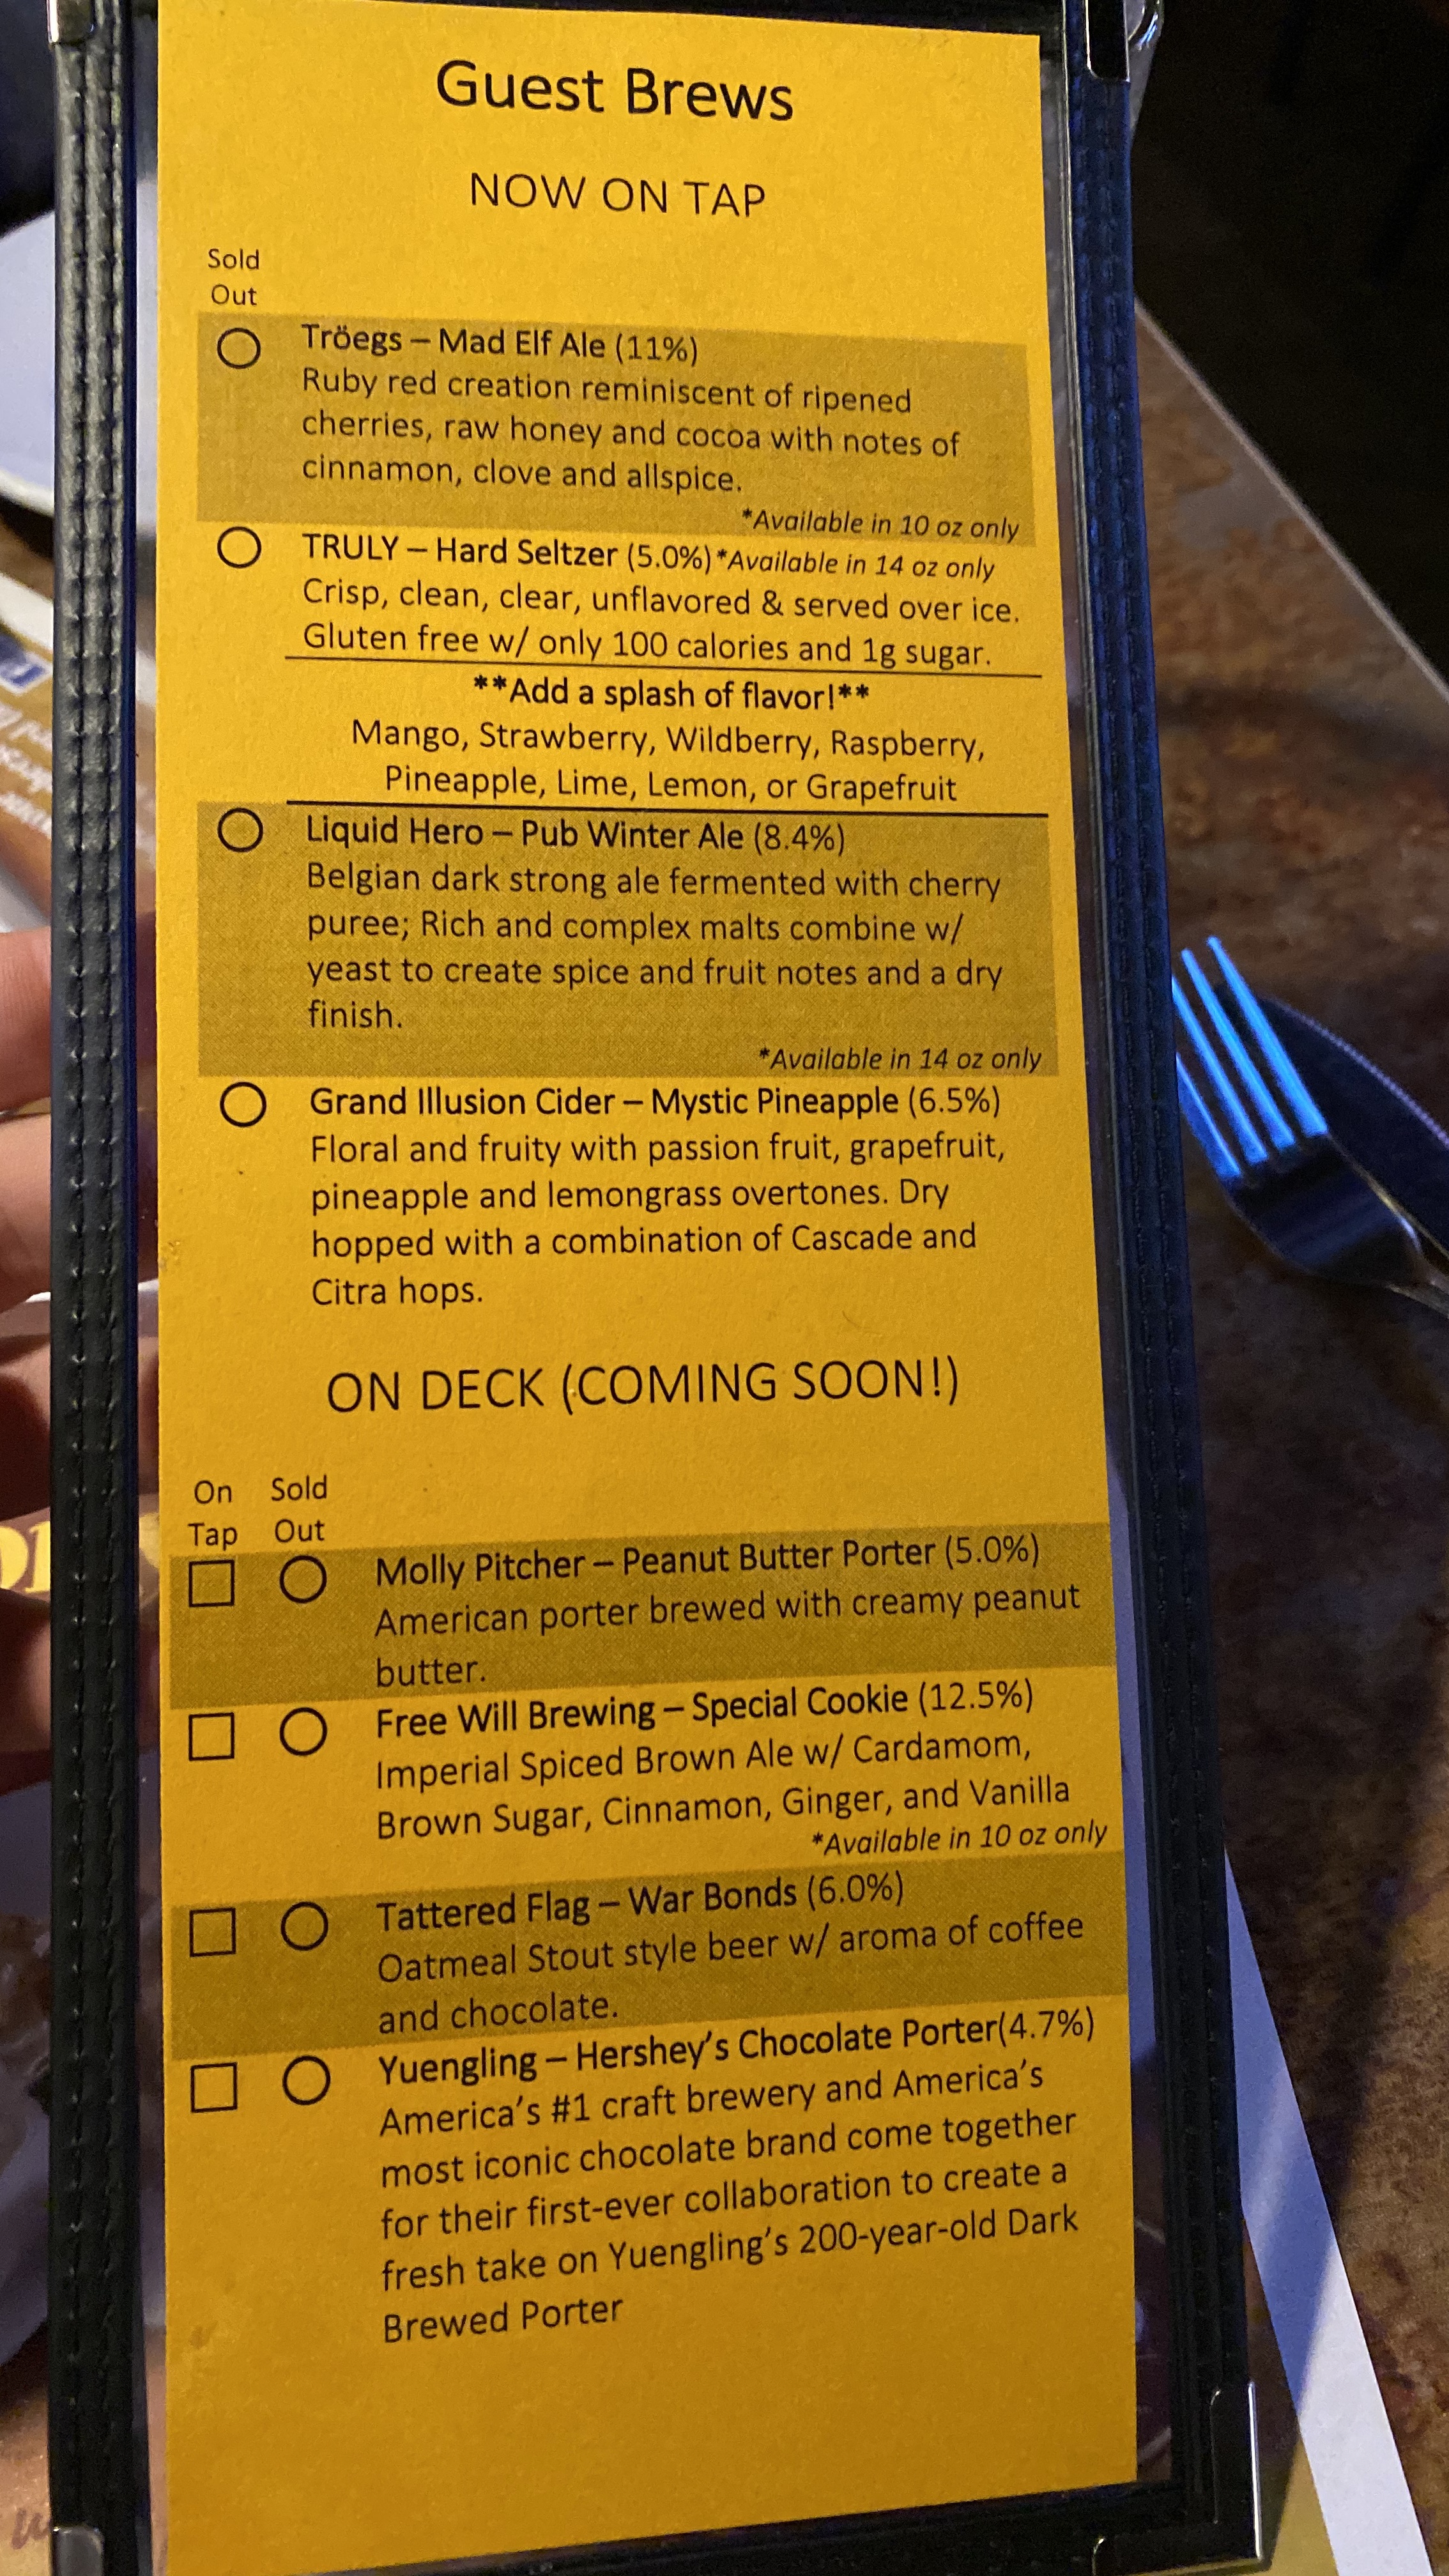 Guest Brews
NOW ON TAP
Sold
Out
Tröegs – Mad Elf Ale (11%)
Ruby red creation reminiscent of ripened
cherries, raw honey and cocoa with notes of
cinnamon, clove and allspice.
*Available in 10 oz only
TRULY – Hard Seltzer (5.0%)*Available in 14 oz only
Crisp, clean, clear, unflavored & served over ice.
Gluten free w/ only 100 calories and 1g sugar.
**Add a splash of flavor!**
Mango, Strawberry, Wildberry, Raspberry,
Pineapple, Lime, Lemon, or Grapefruit
Liquid Hero – Pub Winter Ale (8.4%)
Belgian dark strong ale fermented with cherry
puree; Rich and complex malts combine w/
yeast to create spice and fruit notes and a dry
finish.
*Available in 14 oz only
Grand Illusion Cider – Mystic Pineapple (6.5%)
Floral and fruity with passion fruit, grapefruit,
pineapple and lemongrass overtones. Dry
hopped with a combination of Cascade and
Citra hops.
ON DECK (COMING SOON!)
On Sold
Tap Out
Molly Pitcher – Peanut Butter Porter (5.0%)
American porter brewed with creamy peanut
butter.
Free Will Brewing – Special Cookie (12.5%)
Imperial Spiced Brown Ale w/ Cardamom,
Brown Sugar, Cinnamon, Ginger, and Vanilla
*Available in 10 oz only
Tattered Flag – War Bonds (6.0%)
Oatmeal Stout style beer w/ aroma of coffee
and chocolate.
Yuengling – Hershey's Chocolate Porter(4.7%)
America's #1 craft brewery and America's
most iconic chocolate brand come together
for their first-ever collaboration to create a
fresh take on Yuengling's 200-year-old Dark
Brewed Porter